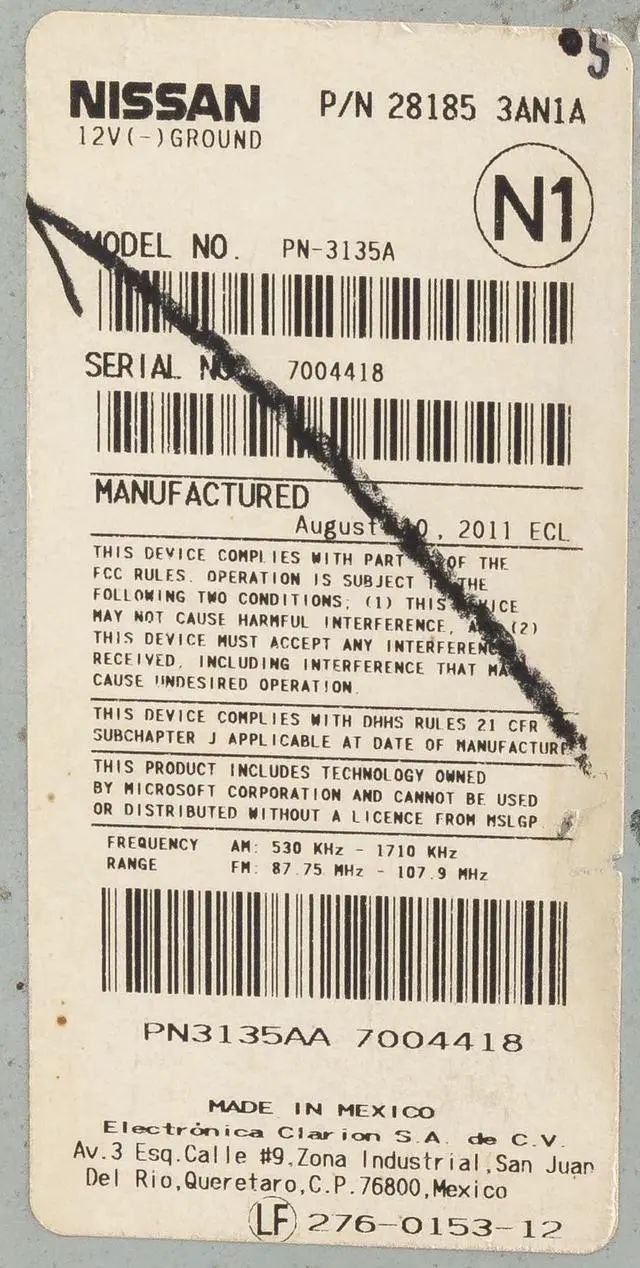 5
NISSAN P/N 28185 3AN1A
12V(-)GROUND
N1
MODEL NO. PN-3135A
SERIAL 7004418
MANUFACTURED
August , 2011 ECL
THIS DEVICE COMPLIES WITH PART OF THE
FCC RULES. OPERATION IS SUBJECT THE
FOLLOWING TWO CONDITIONS; (1) THIS
MAY NOT CAUSE HARMFUL INTERFERENCE, (2)
THIS DEVICE MUST ACCEPT ANY INTERFERENCE
RECEIVED, INCLUDING INTERFERENCE THAT
CAUSE UNDESIRED OPERATION.
THIS DEVICE COMPLIES WITH DHHS RULES 21 CFR
SUBCHAPTER J APPLICABLE AT DATE OF MANUFACTURE
THIS PRODUCT INCLUDES TECHNOLOGY OWNED
BY MICROSOFT CORPORATION AND CANNOT BE USED
OR DISTRIBUTED WITHOUT A LICENCE FROM MSLGP.
FREQUENCY AM: 530 KHz - 1710 KHz
RANGE FM: 87.75 MHz - 107.9 MHz
PN3135AA 7004418
MADE IN MEXICO
Electrónica Clarion S.A. de C.V.
Av.3 Esq.Calle #9,Zona Industrial,San Juan
Del Rio,Queretaro,C.P.76800,Mexico
LF 276-0153-12